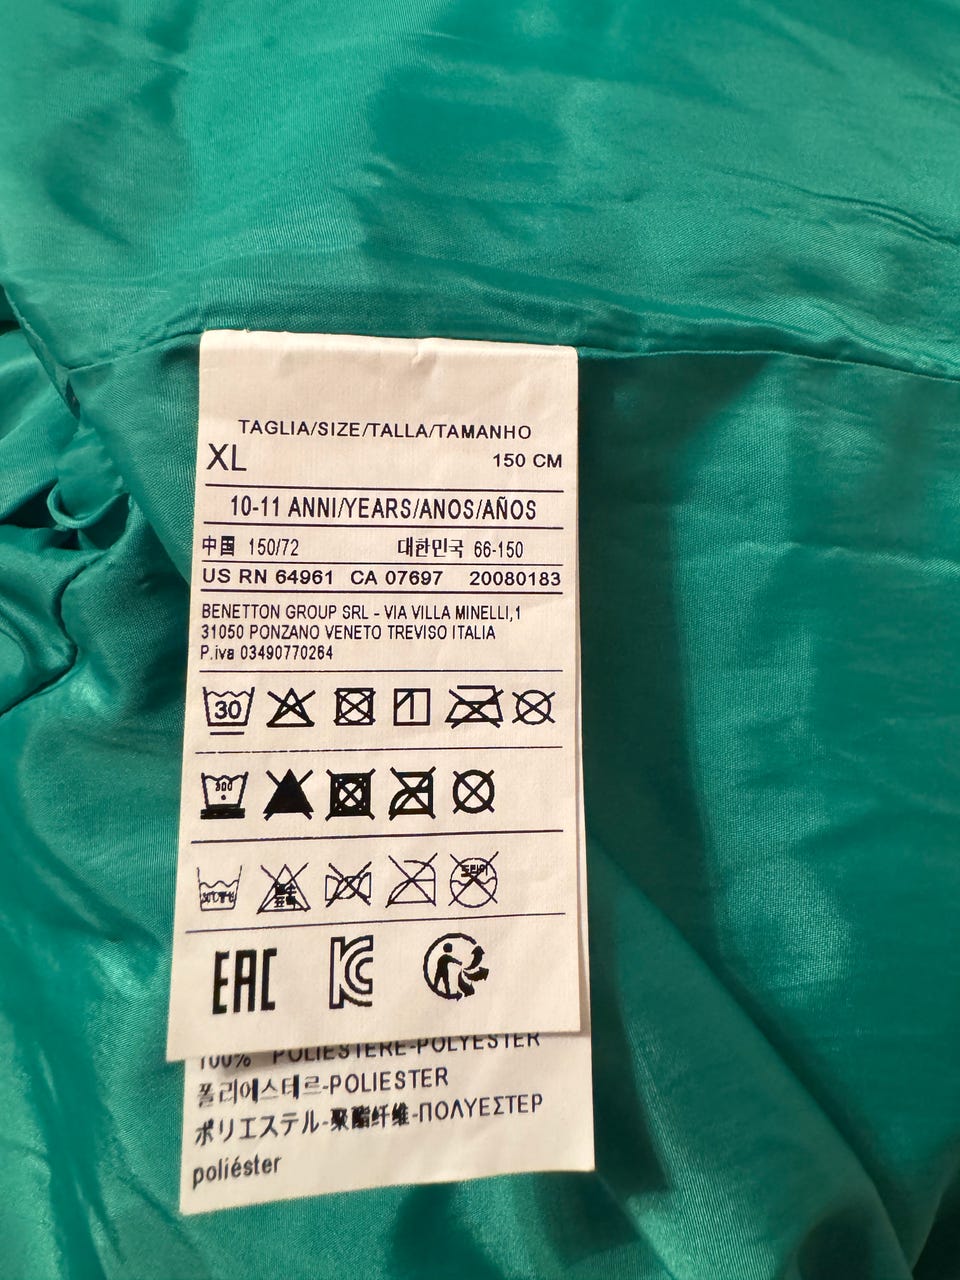 TAGLIA/SIZE/TALLA/TAMANHO
XL 150 CM
10-11 ANNI/YEARS/ANOS/AÑOS
中国 150/72 대한민국 66-150
US RN 64961 CA 07697 20080183
BENETTON GROUP SRL - VIA VILLA MINELLI,1
31050 PONZANO VENETO TREVISO ITALIA
P.iva 03490770264
30
EAC
100% POLIESTERE-POLYESTER
폴리에스테르-POLIESTER
ポリエステル-聚酯纤维-ΠΟΛΥΕΣΤΕΡ
poliéster